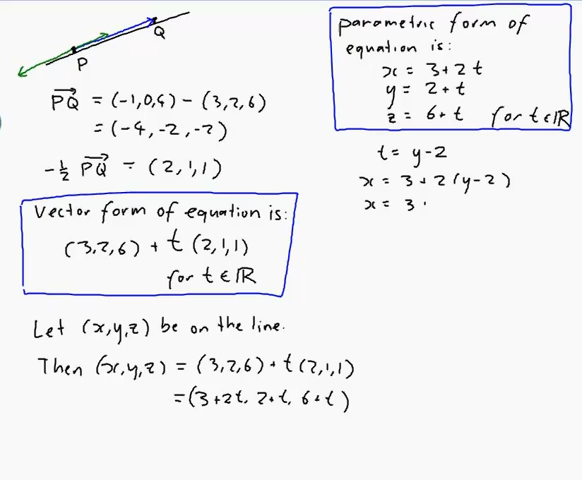 Q
P
→PQ = (-1,0,4) - (3,2,6)
= (-4,-2,-2)
-½ →PQ = (2,1,1)
Vector form of equation is:
(3,2,6) + t (2,1,1)
for t ∈ ℝ
Let (x,y,z) be on the line.
Then (x,y,z) = (3,2,6) + t(2,1,1)
= (3+2t, 2+t, 6+t)
parametric form of
equation is:
x = 3+2t
y = 2+t
z = 6+t for t ∈ ℝ
t = y-2
x = 3+2(y-2)
x = 3